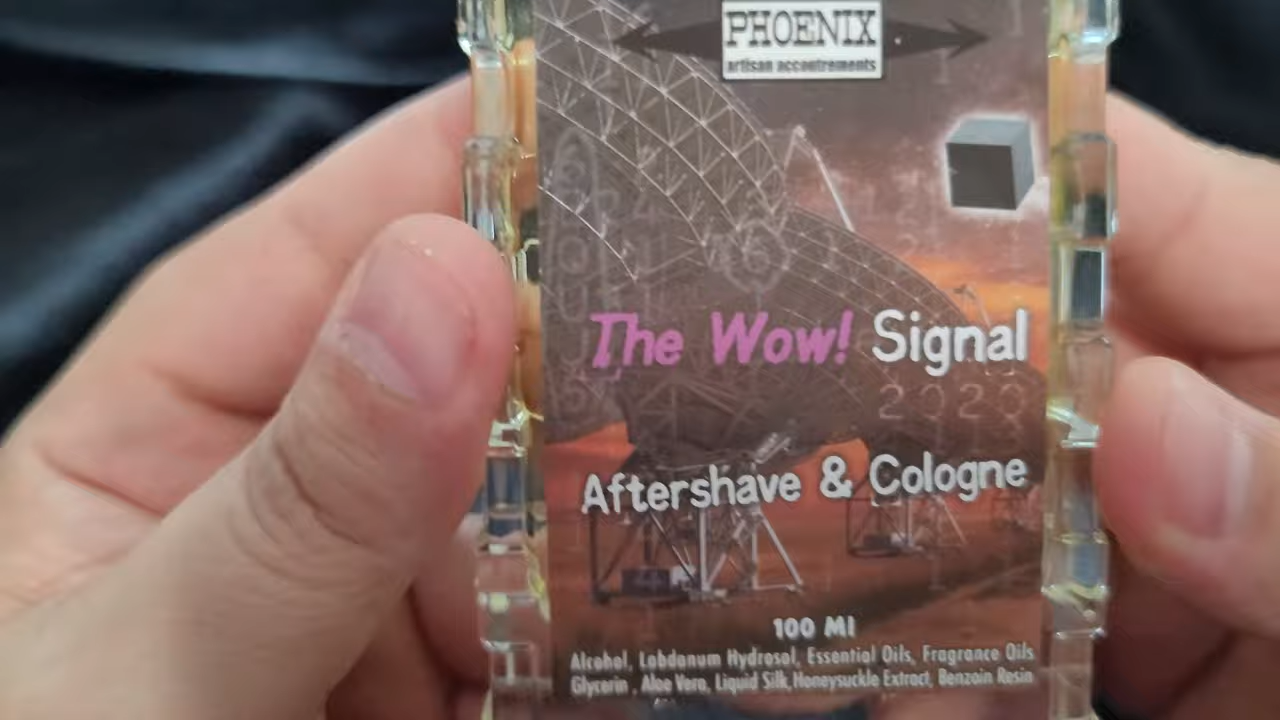 PHOENIX
artisan accoutrements
The Wow! Signal
2020
Aftershave & Cologne
100 Ml
Alcohol, Labdanum Hydrosol, Essential Oils, Fragrance Oils
Glycerin, Aloe Vera, Liquid Silk, Honeysuckle Extract, Benzoin Resin